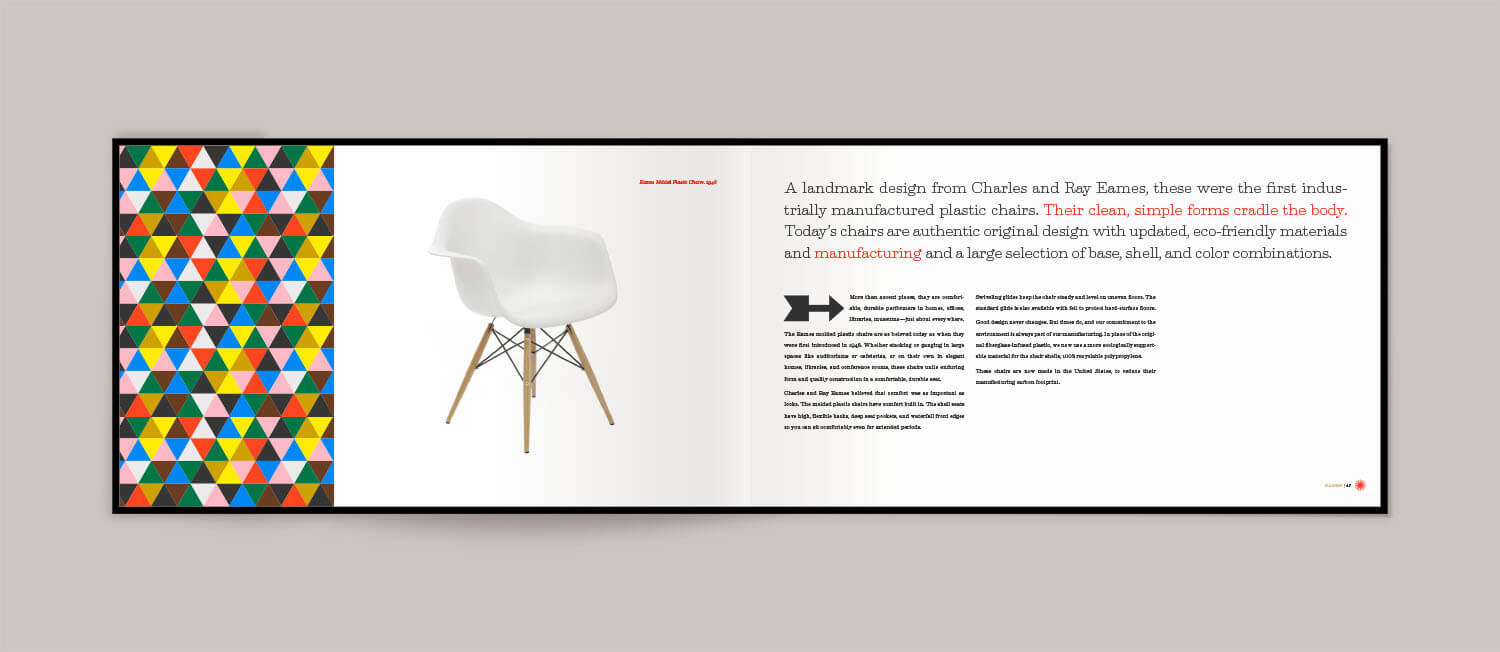 Eames Molded Plastic Chairs, 1948
A landmark design from Charles and Ray Eames, these were the first indus-
trially manufactured plastic chairs. Their clean, simple forms cradle the body.
Today's chairs are authentic original design with updated, eco-friendly materials
and manufacturing and a large selection of base, shell, and color combinations.
More than accent pieces, they are comfort-
able, durable performers in homes, offices,
libraries, museums—just about everywhere.
The Eames molded plastic chairs are as beloved today as when they
were first introduced in 1948. Whether stacking or ganging in large
spaces like auditoriums or cafeterias, or on their own in elegant
homes, libraries, and conference rooms, these chairs unite enduring
form and quality construction in a comfortable, durable seat.
Charles and Ray Eames believed that comfort was as important as
looks. The molded plastic chairs have comfort built in. The shell seats
have high, flexible backs, deep seat pockets, and waterfall front edges
so you can sit comfortably even for extended periods.
Swiveling glides keep the chair steady and level on uneven floors. The
standard glide is also available with felt to protect hard-surface floors.
Good design never changes. But times do, and our commitment to the
environment is always part of our manufacturing. In place of the origi-
nal fiberglass-infused plastic, we now use a more ecologically support-
able material for the chair shells, 100% recyclable polypropylene.
These chairs are now made in the United States, to reduce their
manufacturing carbon footprint.
| 47